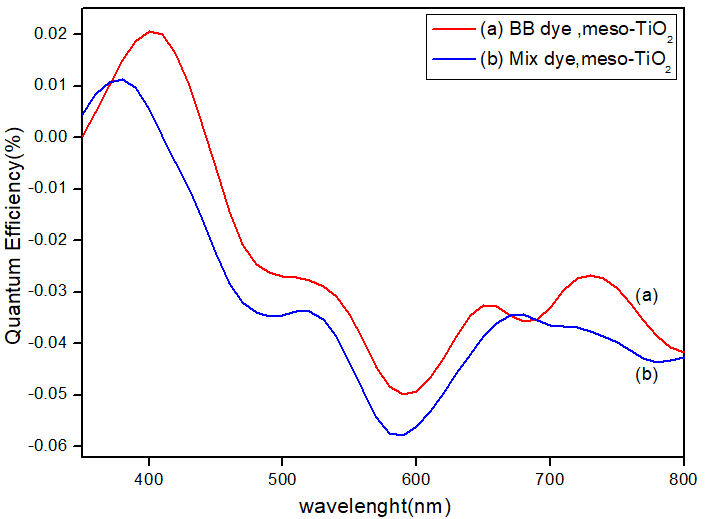 (a) BB dye ,meso-TiO2
(b) Mix dye,meso-TiO2
Quantum Efficiency(%)
0.02
0.01
0.00
-0.01
-0.02
-0.03
-0.04
-0.05
-0.06
(a)
(b)
400 500 600 700 800
wavelenght(nm)